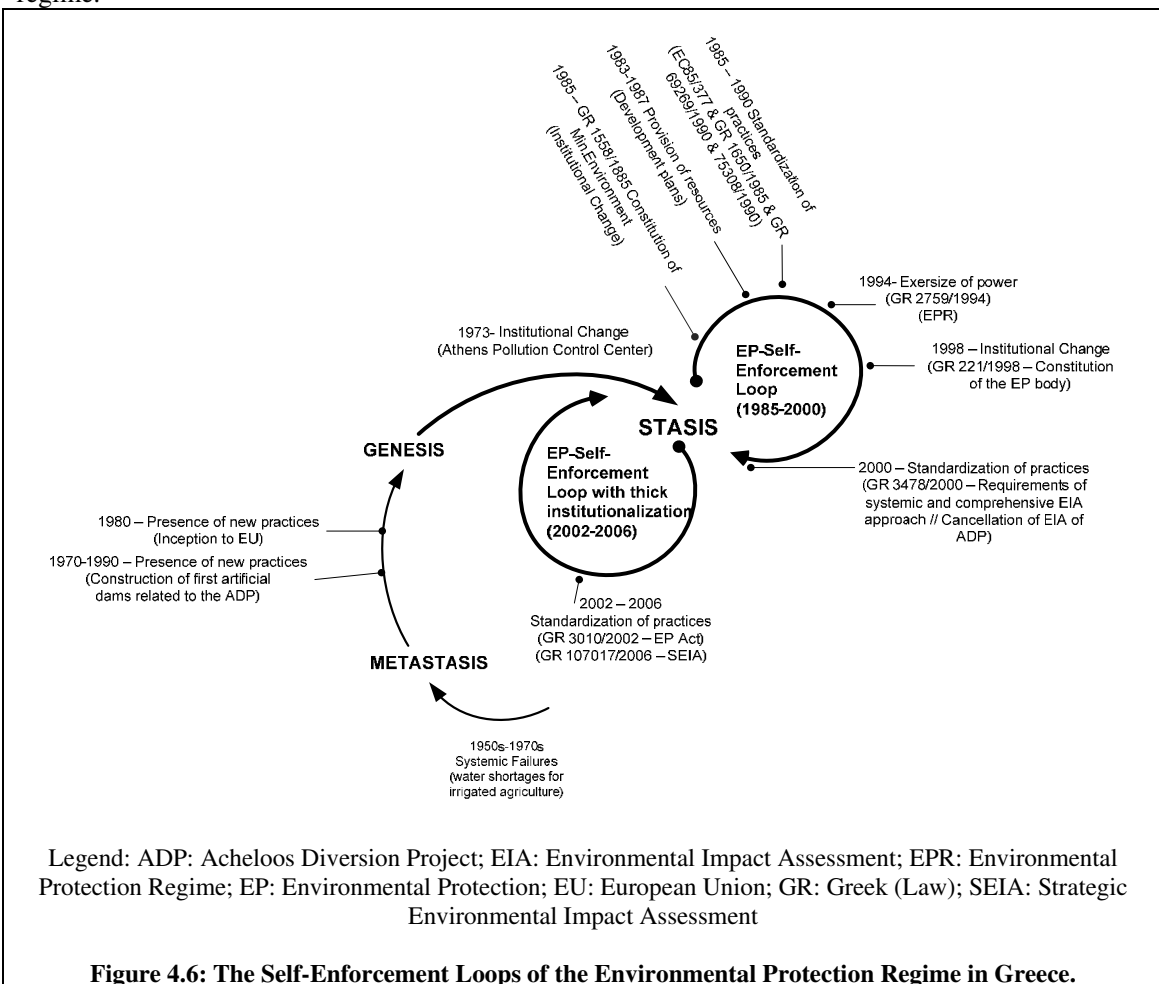 regime.
1985 – 1990 Standardization of
practices
(EC85/377 & GR 1650/1985 & GR
69269/1990 & 75308/1990)
1983-1987 Provision of resources
(Development plans)
1985 – GR 1558/1885 Constitution of
Min.Environment
(Institutional Change)
1994- Exersize of power
(GR 2759/1994)
(EPR)
1973- Institutional Change
(Athens Pollution Control Center)
EP-Self-
Enforcement
Loop
(1985-2000)
1998 – Institutional Change
(GR 221/1998 – Constitution
of the EP body)
STASIS
GENESIS
EP-Self-
Enforcement
Loop with thick
institutionalization
(2002-2006)
2000 – Standardization of practices
(GR 3478/2000 – Requirements of
systemic and comprehensive EIA
approach // Cancellation of EIA of
ADP)
1980 – Presence of new practices
(Inception to EU)
1970-1990 – Presence of new practices
(Construction of first artificial
dams related to the ADP)
2002 – 2006
Standardization of practices
(GR 3010/2002 – EP Act)
(GR 107017/2006 – SEIA)
METASTASIS
1950s-1970s
Systemic Failures
(water shortages for
irrigated agriculture)
Legend: ADP: Acheloos Diversion Project; EIA: Environmental Impact Assessment; EPR: Environmental
Protection Regime; EP: Environmental Protection; EU: European Union; GR: Greek (Law); SEIA: Strategic
Environmental Impact Assessment
Figure 4.6: The Self-Enforcement Loops of the Environmental Protection Regime in Greece.